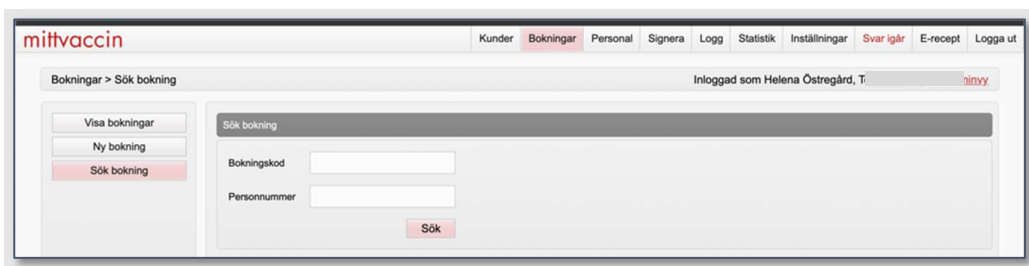 mittvaccin
Kunder Bokningar Personal Signera Logg Statistik Inställningar Svar igår E-recept Logga ut
Bokningar > Sök bokning
Inloggad som Helena Östregård,
Visa bokningar
Ny bokning
Sök bokning
Sök bokning
Bokningskod
Personnummer
Sök